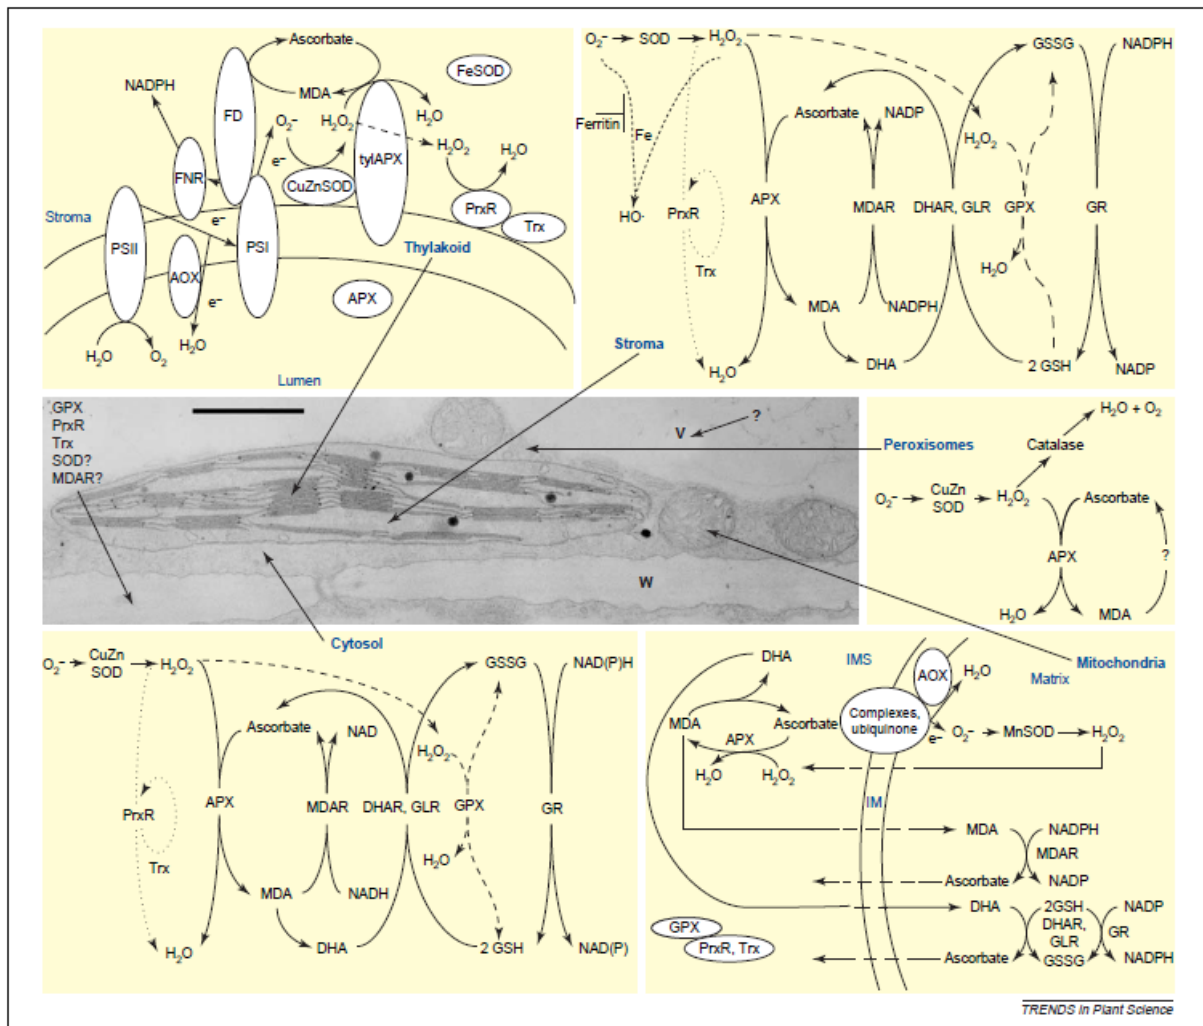 Ascorbate
FeSOD
NADPH
MDA
FD
O₂⁻
H₂O₂
H₂O
tylAPX
H₂O₂
H₂O
e⁻
FNR
CuZnSOD
PrxR
Trx
Stroma
e⁻
PSII
PSI
Thylakoid
AOX
e⁻
APX
H₂O
O₂
H₂O
Lumen
O₂⁻
SOD
H₂O₂
GSSG
NADPH
Ferritin
Fe
Ascorbate
NADP
H₂O₂
HO·
PrxR
APX
MDAR
DHAR, GLR
GPX
GR
Trx
H₂O
MDA
NADPH
Stroma
H₂O
DHA
2 GSH
NADP
GPX
PrxR
Trx
SOD?
MDAR?
V
?
W
Peroxisomes
H₂O + O₂
Catalase
O₂⁻
CuZn
SOD
H₂O₂
Ascorbate
APX
?
H₂O
MDA
Cytosol
O₂⁻
CuZn
SOD
H₂O₂
GSSG
NAD(P)H
Ascorbate
NAD
H₂O₂
PrxR
APX
MDAR
DHAR, GLR
GPX
GR
Trx
H₂O
MDA
NADH
H₂O
DHA
2 GSH
NAD(P)
DHA
IMS
Mitochondria
Matrix
AOX
H₂O
MDA
Ascorbate
Complexes,
ubiquinone
APX
e⁻
O₂⁻
MnSOD
H₂O₂
H₂O
H₂O₂
IM
MDA
NADPH
MDAR
Ascorbate
NADP
DHA
2GSH
NADP
DHAR,
GLR
GR
GPX
PrxR, Trx
Ascorbate
GSSG
NADPH
TRENDS in Plant Science